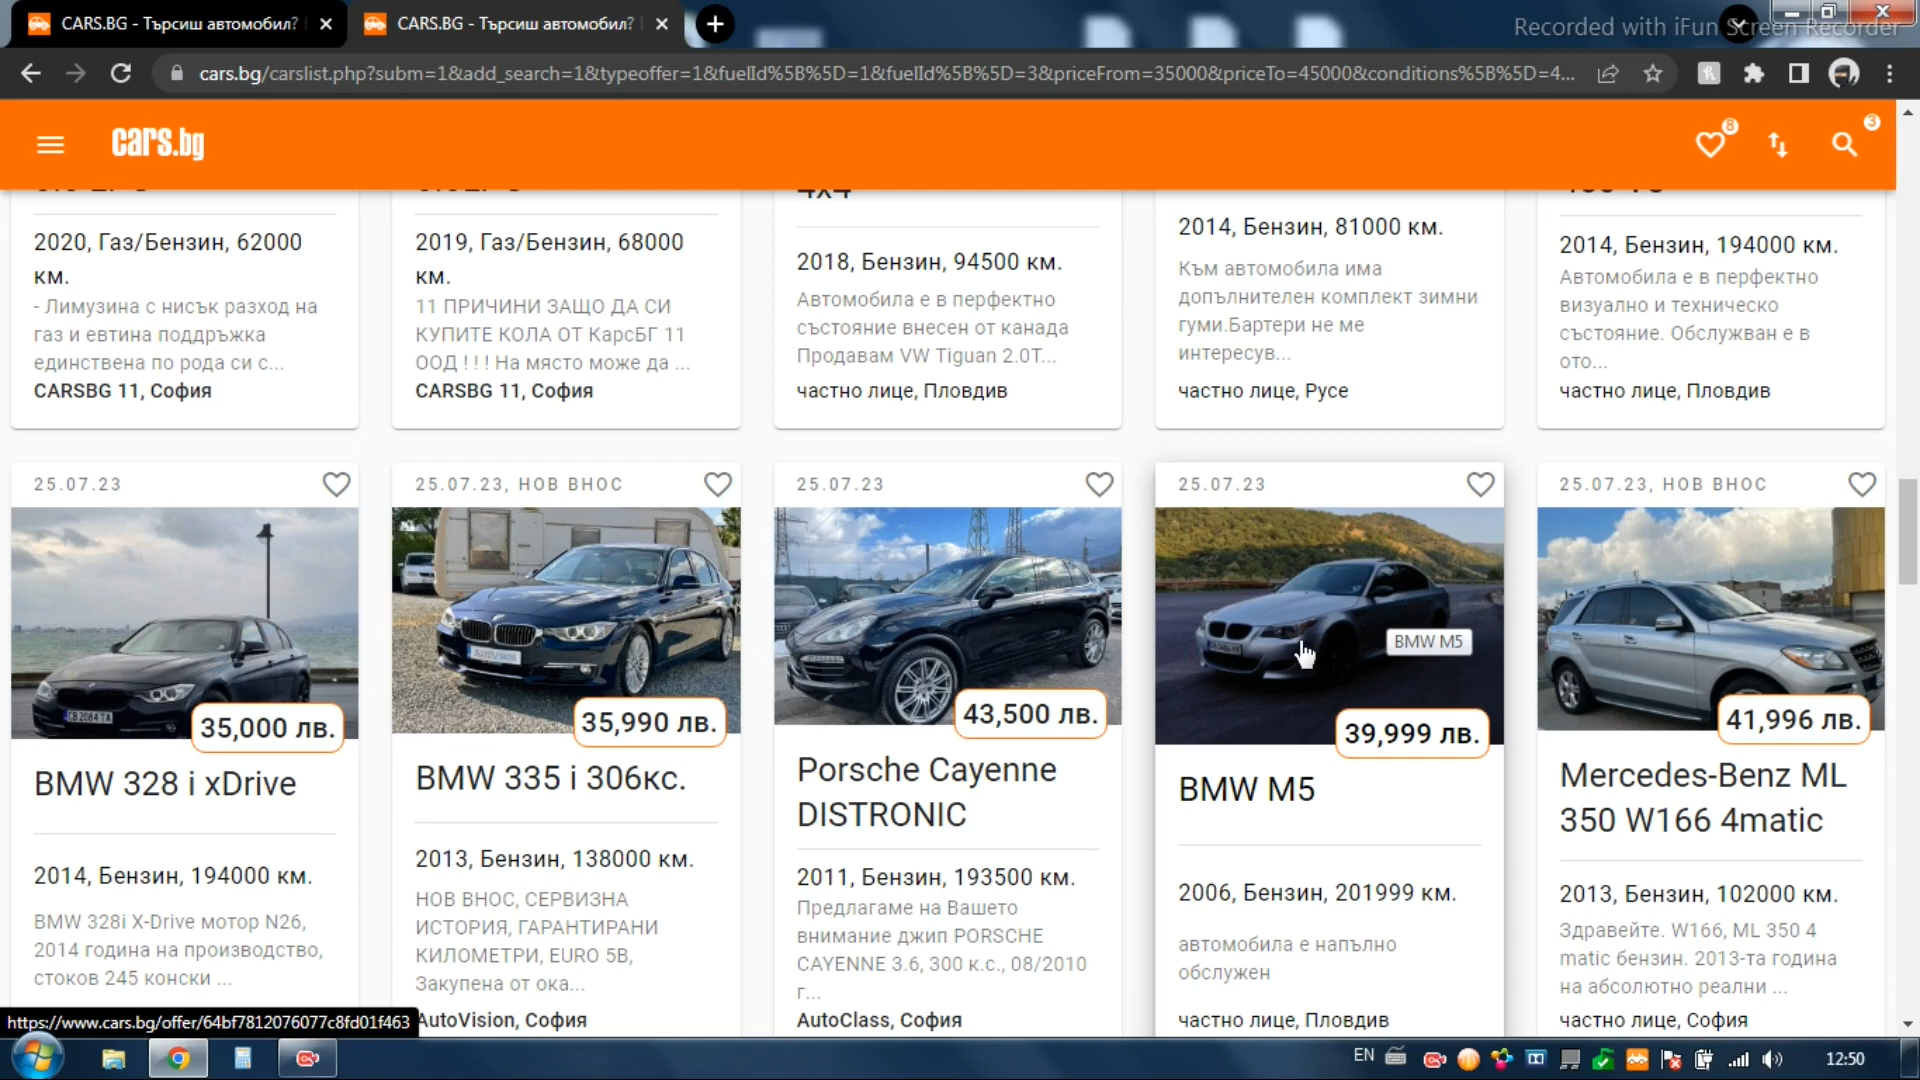 CARS.BG - Търсиш автомобил?
CARS.BG - Търсиш автомобил?
Recorded with iFun Screen Recorder
cars.bg/carslist.php?subm=1&add_search=1&typeoffer=1&fuelId%5B%5D=1&fuelId%5B%5D=3&priceFrom=35000&priceTo=45000&conditions%5B%5D=4...
cars.bg
8
3
4x4
2020, Газ/Бензин, 62000
км.
- Лимузина с нисък разход на
газ и евтина поддръжка
единствена по рода си с...
CARSBG 11, София
2019, Газ/Бензин, 68000
км.
11 ПРИЧИНИ ЗАЩО ДА СИ
КУПИТЕ КОЛА ОТ КарсБГ 11
ООД ! ! ! На място може да ...
CARSBG 11, София
2018, Бензин, 94500 км.
Автомобила е в перфектно
състояние внесен от канада
Продавам VW Tiguan 2.0T...
частно лице, Пловдив
2014, Бензин, 81000 км.
Към автомобила има
допълнителен комплект зимни
гуми.Бартери не ме
интересув...
частно лице, Русе
2014, Бензин, 194000 км.
Автомобила е в перфектно
визуално и техническо
състояние. Обслужван е в
ото...
частно лице, Пловдив
25.07.23
35,000 лв.
BMW 328 i xDrive
2014, Бензин, 194000 км.
BMW 328i X-Drive мотор N26,
2014 година на производство,
стоков 245 конски ...
25.07.23, НОВ ВНОС
AUTOVISION
35,990 лв.
BMW 335 i 306кс.
2013, Бензин, 138000 км.
НОВ ВНОС, СЕРВИЗНА
ИСТОРИЯ, ГАРАНТИРАНИ
КИЛОМЕТРИ, EURO 5B,
Закупена от ока...
AutoVision, София
25.07.23
43,500 лв.
Porsche Cayenne
DISTRONIC
2011, Бензин, 193500 км.
Предлагаме на Вашето
внимание джип PORSCHE
CAYENNE 3.6, 300 к.с., 08/2010
г...
AutoClass, София
25.07.23
BMW M5
39,999 лв.
BMW M5
2006, Бензин, 201999 км.
автомобила е напълно
обслужен
частно лице, Пловдив
25.07.23, НОВ ВНОС
41,996 лв.
Mercedes-Benz ML
350 W166 4matic
2013, Бензин, 102000 км.
Здравейте. W166, ML 350 4
matic бензин. 2013-та година
на абсолютно реални ...
частно лице, София
https://www.cars.bg/offer/64bf7812076077c8fd01f463
EN
12:50